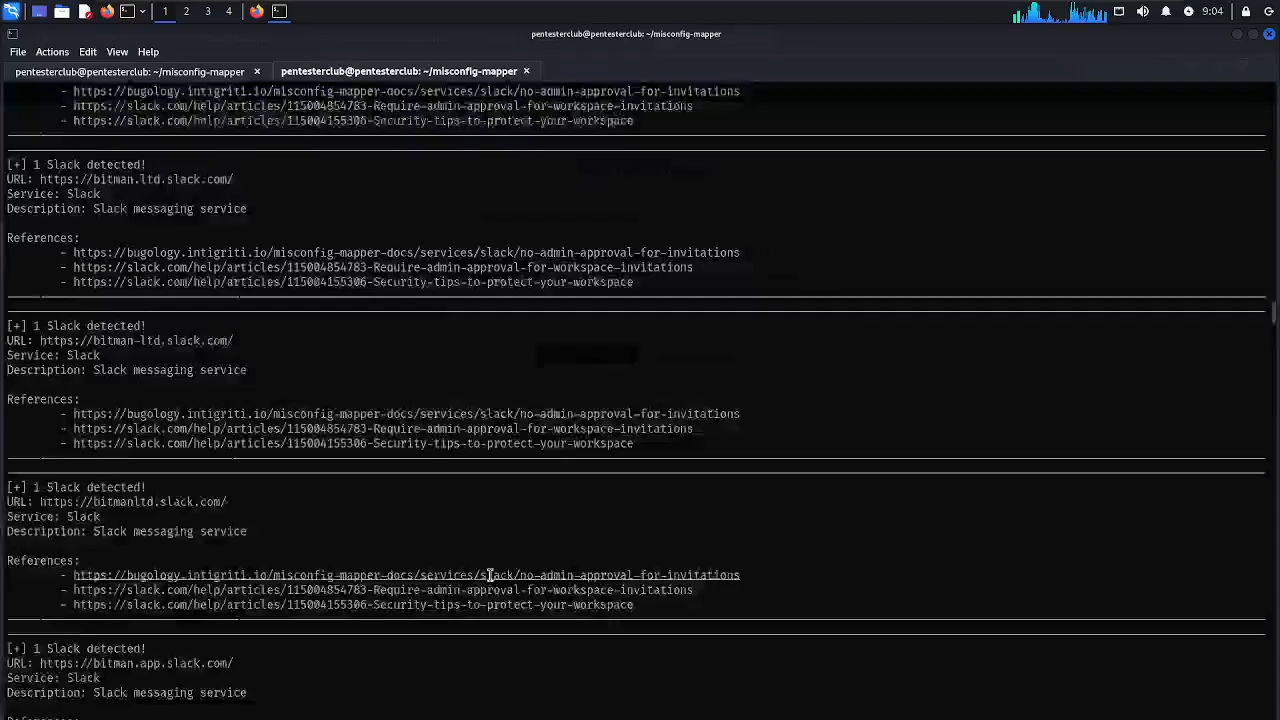 1 2 3 4 9:04
pentesterclub@pentesterclub: ~/misconfig-mapper
File Actions Edit View Help
pentesterclub@pentesterclub: ~/misconfig-mapper × pentesterclub@pentesterclub: ~/misconfig-mapper ×
- https://bugology.intigriti.io/misconfig-mapper-docs/services/slack/no-admin-approval-for-invitations
- https://slack.com/help/articles/115004854783-Require-admin-approval-for-workspace-invitations
- https://slack.com/help/articles/115004155306-Security-tips-to-protect-your-workspace
[+] 1 Slack detected!
URL: https://bitman.ltd.slack.com/
Service: Slack
Description: Slack messaging service
References:
- https://bugology.intigriti.io/misconfig-mapper-docs/services/slack/no-admin-approval-for-invitations
- https://slack.com/help/articles/115004854783-Require-admin-approval-for-workspace-invitations
- https://slack.com/help/articles/115004155306-Security-tips-to-protect-your-workspace
[+] 1 Slack detected!
URL: https://bitman-ltd.slack.com/
Service: Slack
Description: Slack messaging service
References:
- https://bugology.intigriti.io/misconfig-mapper-docs/services/slack/no-admin-approval-for-invitations
- https://slack.com/help/articles/115004854783-Require-admin-approval-for-workspace-invitations
- https://slack.com/help/articles/115004155306-Security-tips-to-protect-your-workspace
[+] 1 Slack detected!
URL: https://bitmanltd.slack.com/
Service: Slack
Description: Slack messaging service
References:
- https://bugology.intigriti.io/misconfig-mapper-docs/services/slack/no-admin-approval-for-invitations
- https://slack.com/help/articles/115004854783-Require-admin-approval-for-workspace-invitations
- https://slack.com/help/articles/115004155306-Security-tips-to-protect-your-workspace
[+] 1 Slack detected!
URL: https://bitman.app.slack.com/
Service: Slack
Description: Slack messaging service